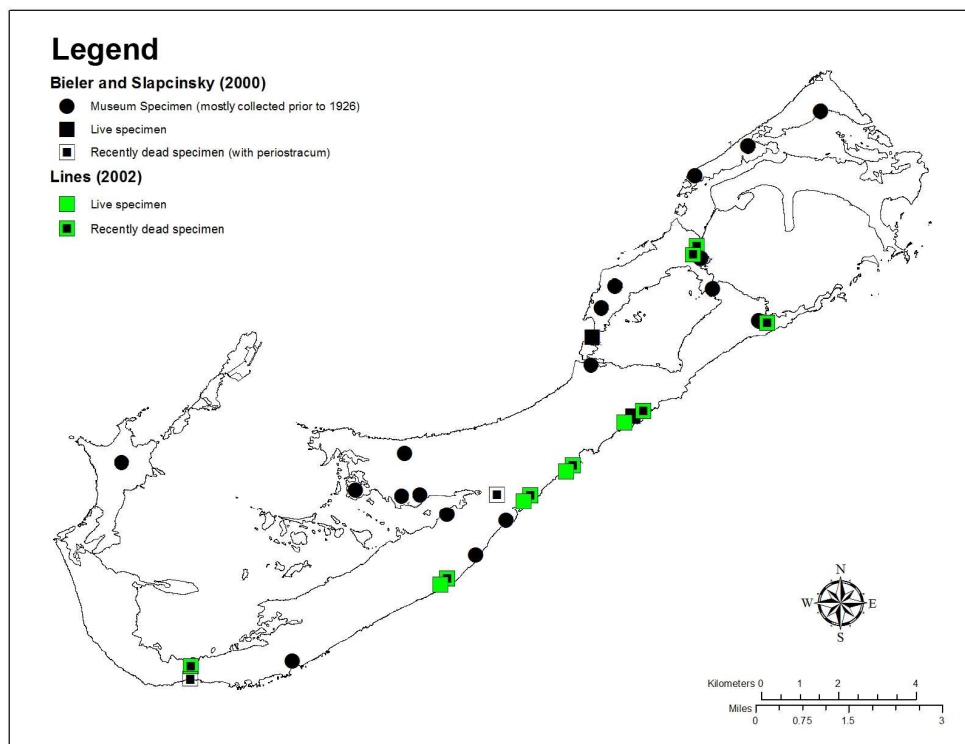 Legend
Bieler and Slapcinsky (2000)
Museum Specimen (mostly collected prior to 1926)
Live specimen
Recently dead specimen (with periostracum)
Lines (2002)
Live specimen
Recently dead specimen
N
W E
S
Kilometers 0 1 2 4
Miles
0 0.75 1.5 3